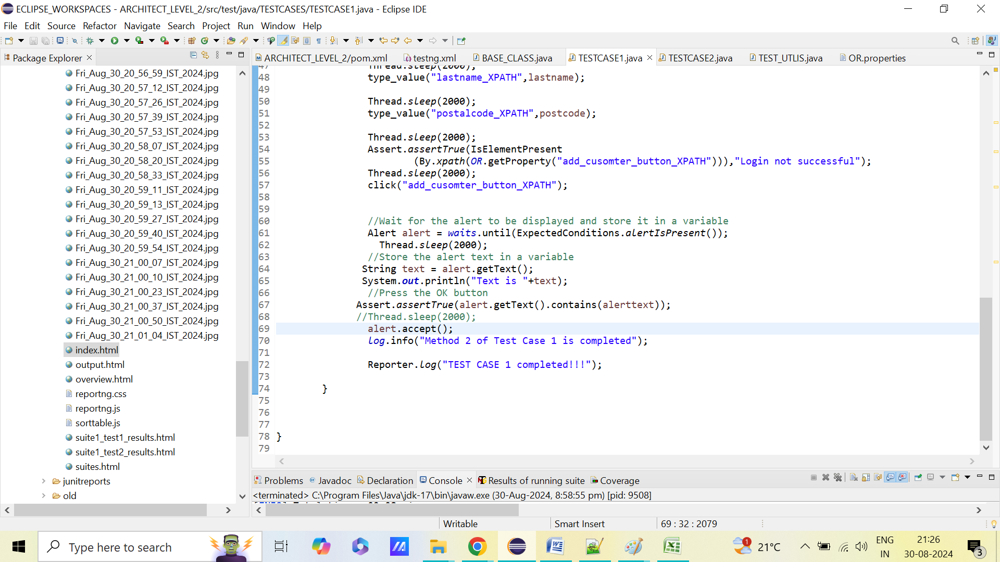 ECLIPSE_WORKSPACES - ARCHITECT_LEVEL_2/src/test/java/TESTCASES/TESTCASE1.java - Eclipse IDE
File Edit Source Refactor Navigate Search Project Run Window Help
Package Explorer
ARCHITECT_LEVEL_2/pom.xml testng.xml BASE_CLASS.java TESTCASE1.java TESTCASE2.java TEST_UTLIS.java OR.properties
Fri_Aug_30_20_56_59_IST_2024.jpg
Fri_Aug_30_20_57_12_IST_2024.jpg
Fri_Aug_30_20_57_26_IST_2024.jpg
Fri_Aug_30_20_57_39_IST_2024.jpg
Fri_Aug_30_20_57_53_IST_2024.jpg
Fri_Aug_30_20_58_07_IST_2024.jpg
Fri_Aug_30_20_58_20_IST_2024.jpg
Fri_Aug_30_20_58_33_IST_2024.jpg
Fri_Aug_30_20_59_11_IST_2024.jpg
Fri_Aug_30_20_59_13_IST_2024.jpg
Fri_Aug_30_20_59_27_IST_2024.jpg
Fri_Aug_30_20_59_40_IST_2024.jpg
Fri_Aug_30_20_59_54_IST_2024.jpg
Fri_Aug_30_21_00_07_IST_2024.jpg
Fri_Aug_30_21_00_10_IST_2024.jpg
Fri_Aug_30_21_00_23_IST_2024.jpg
Fri_Aug_30_21_00_37_IST_2024.jpg
Fri_Aug_30_21_00_50_IST_2024.jpg
Fri_Aug_30_21_01_04_IST_2024.jpg
index.html
output.html
overview.html
reportng.css
reportng.js
sorttable.js
suite1_test1_results.html
suite1_test2_results.html
suites.html
junitreports
old
47 Thread.sleep(2000);
48 type_value("lastname_XPATH",lastname);
49
50 Thread.sleep(2000);
51 type_value("postalcode_XPATH",postcode);
52
53 Thread.sleep(2000);
54 Assert.assertTrue(IsElementPresent
55 (By.xpath(OR.getProperty("add_cusomter_button_XPATH"))),"Login not successful");
56 Thread.sleep(2000);
57 click("add_cusomter_button_XPATH");
58
59
60 //Wait for the alert to be displayed and store it in a variable
61 Alert alert = waits.until(ExpectedConditions.alertIsPresent());
62 Thread.sleep(2000);
63 //Store the alert text in a variable
64 String text = alert.getText();
65 System.out.println("Text is "+text);
66 //Press the OK button
67 Assert.assertTrue(alert.getText().contains(alerttext));
68 //Thread.sleep(2000);
69 alert.accept();
70 log.info("Method 2 of Test Case 1 is completed");
71
72 Reporter.log("TEST CASE 1 completed!!!");
73
74 }
75
76
77
78 }
79
Problems Javadoc Declaration Console Results of running suite Coverage
<terminated> C:\Program Files\Java\jdk-17\bin\javaw.exe (30-Aug-2024, 8:58:55 pm) [pid: 9508]
Writable Smart Insert 69 : 32 : 2079
Type here to search
1 21°C ENG IN 21:26 30-08-2024 3